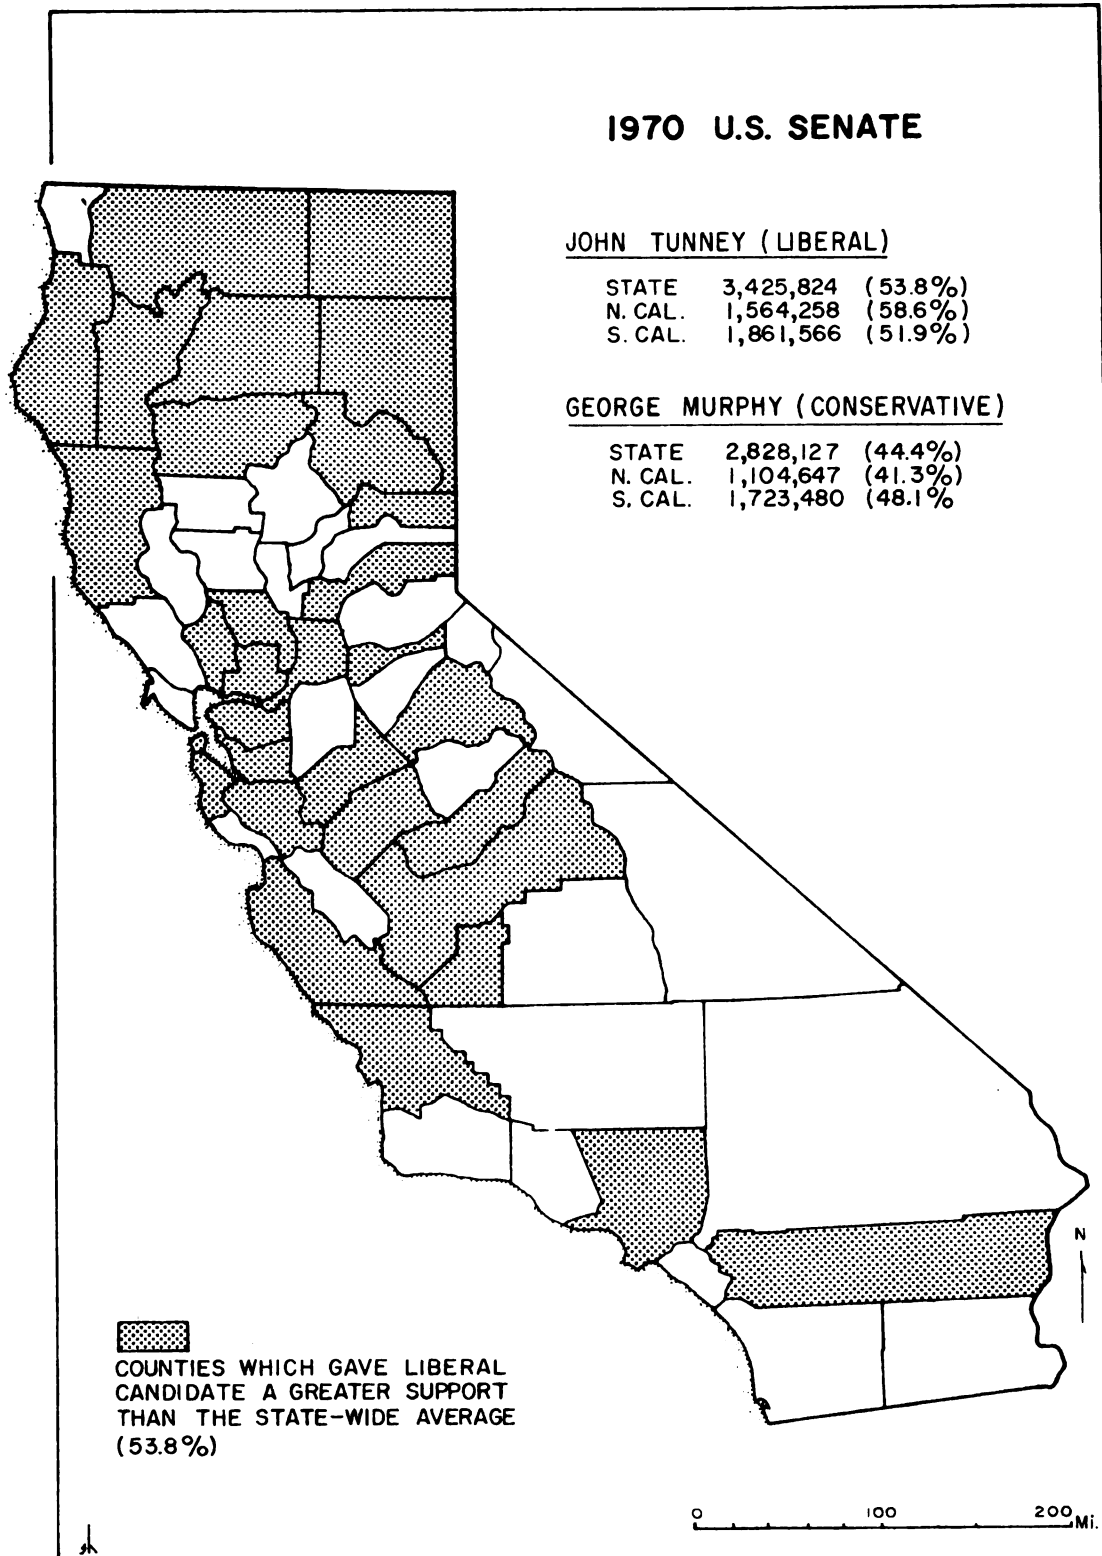 1970 U.S. SENATE
JOHN TUNNEY (LIBERAL)
STATE 3,425,824 (53.8%)
N. CAL. 1,564,258 (58.6%)
S. CAL. 1,861,566 (51.9%)
GEORGE MURPHY (CONSERVATIVE)
STATE 2,828,127 (44.4%)
N. CAL. 1,104,647 (41.3%)
S. CAL. 1,723,480 (48.1%
N
COUNTIES WHICH GAVE LIBERAL
CANDIDATE A GREATER SUPPORT
THAN THE STATE-WIDE AVERAGE
(53.8%)
0 100 200 Mi.